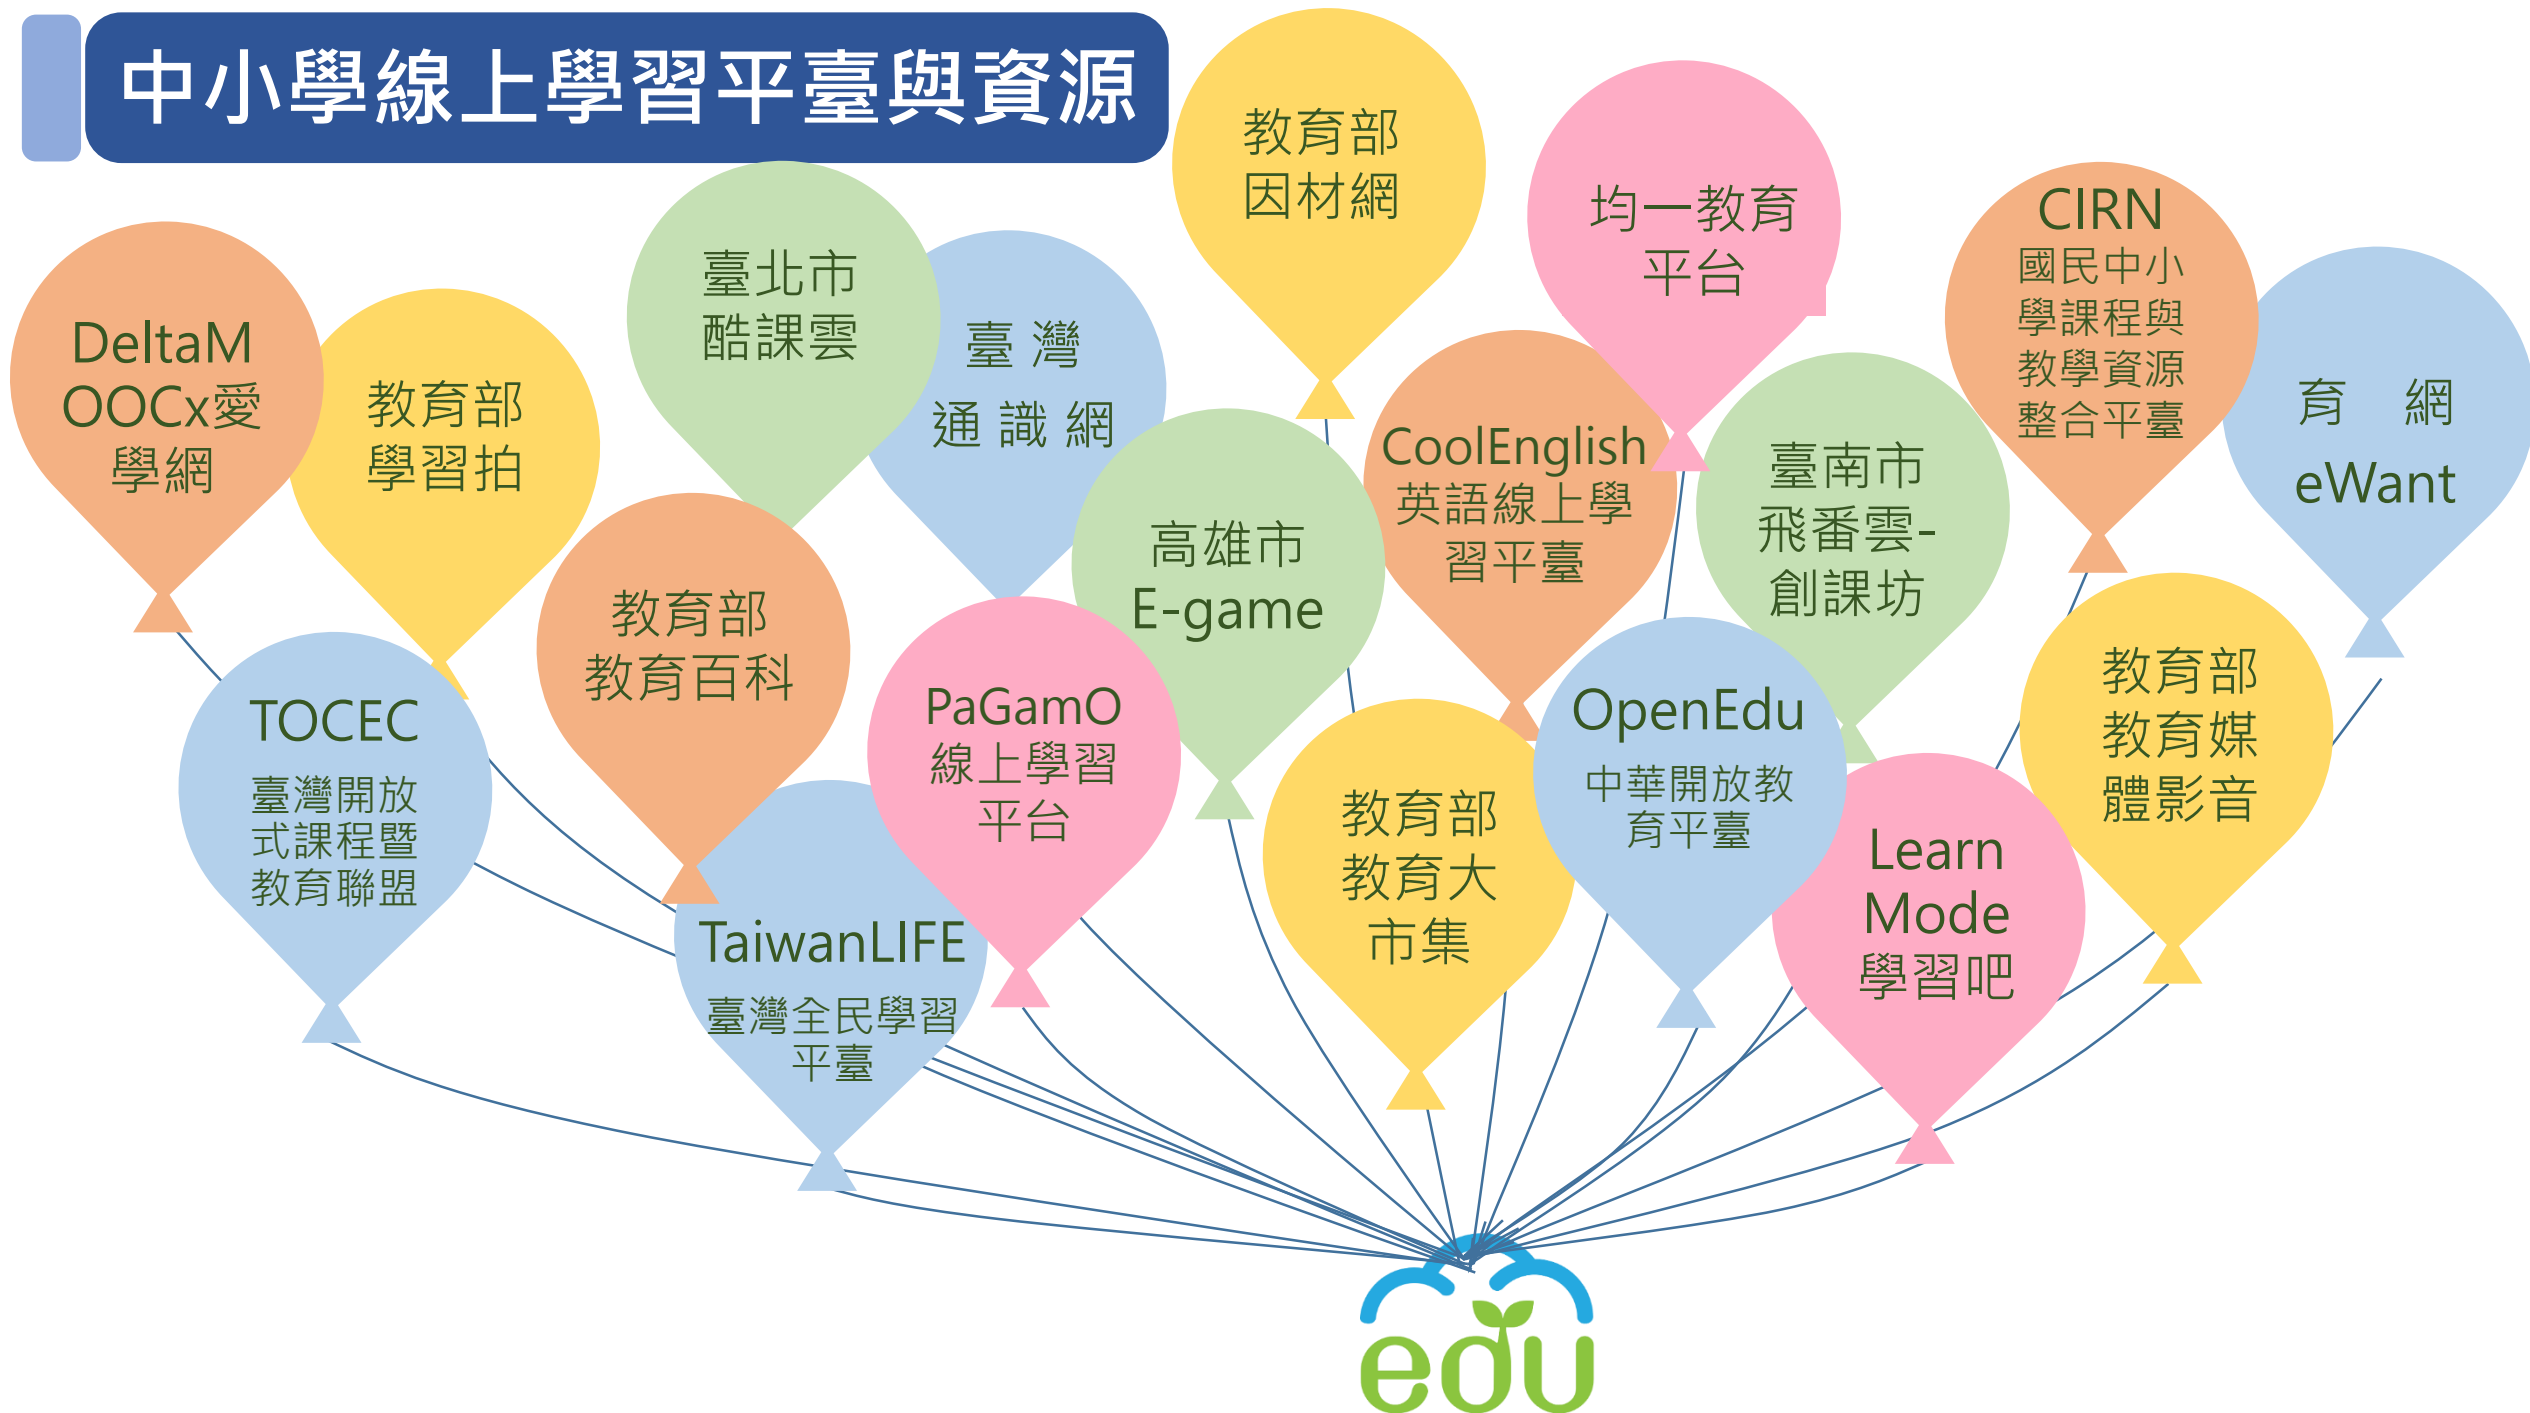 中小學線上學習平臺與資源
教育部
因材網
均一教育
平台
CIRN
國民中小
學課程與
教學資源
整合平臺
臺北市
酷課雲
臺 灣
通 識 網
DeltaM
OOCx愛
學網
教育部
學習拍
育 網
eWant
CoolEnglish
英語線上學
習平臺
臺南市
飛番雲-
創課坊
高雄市
E-game
教育部
教育百科
教育部
教育媒
體影音
TOCEC
臺灣開放
式課程暨
教育聯盟
PaGamO
線上學習
平台
OpenEdu
中華開放教
育平臺
教育部
教育大
市集
Learn
Mode
學習吧
TaiwanLIFE
臺灣全民學習
平臺
edu